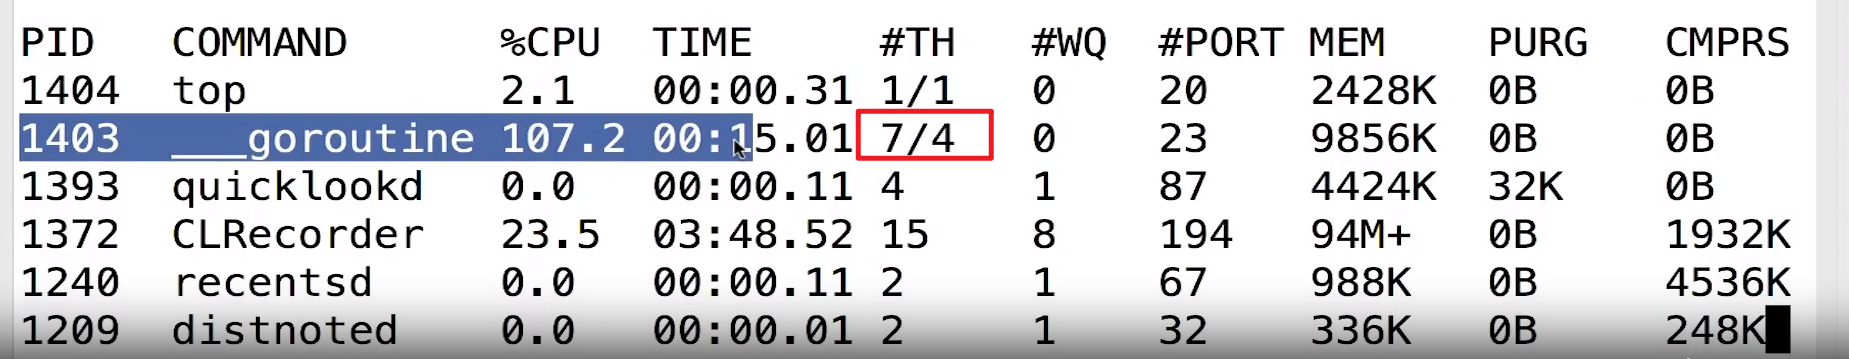 PID COMMAND %CPU TIME #TH #WQ #PORT MEM PURG CMPRS
1404 top 2.1 00:00.31 1/1 0 20 2428K 0B 0B
1403 ___goroutine 107.2 00:15.01 7/4 0 23 9856K 0B 0B
1393 quicklookd 0.0 00:00.11 4 1 87 4424K 32K 0B
1372 CLRecorder 23.5 03:48.52 15 8 194 94M+ 0B 1932K
1240 recentsd 0.0 00:00.11 2 1 67 988K 0B 4536K
1209 distnoted 0.0 00:00.01 2 1 32 336K 0B 248K